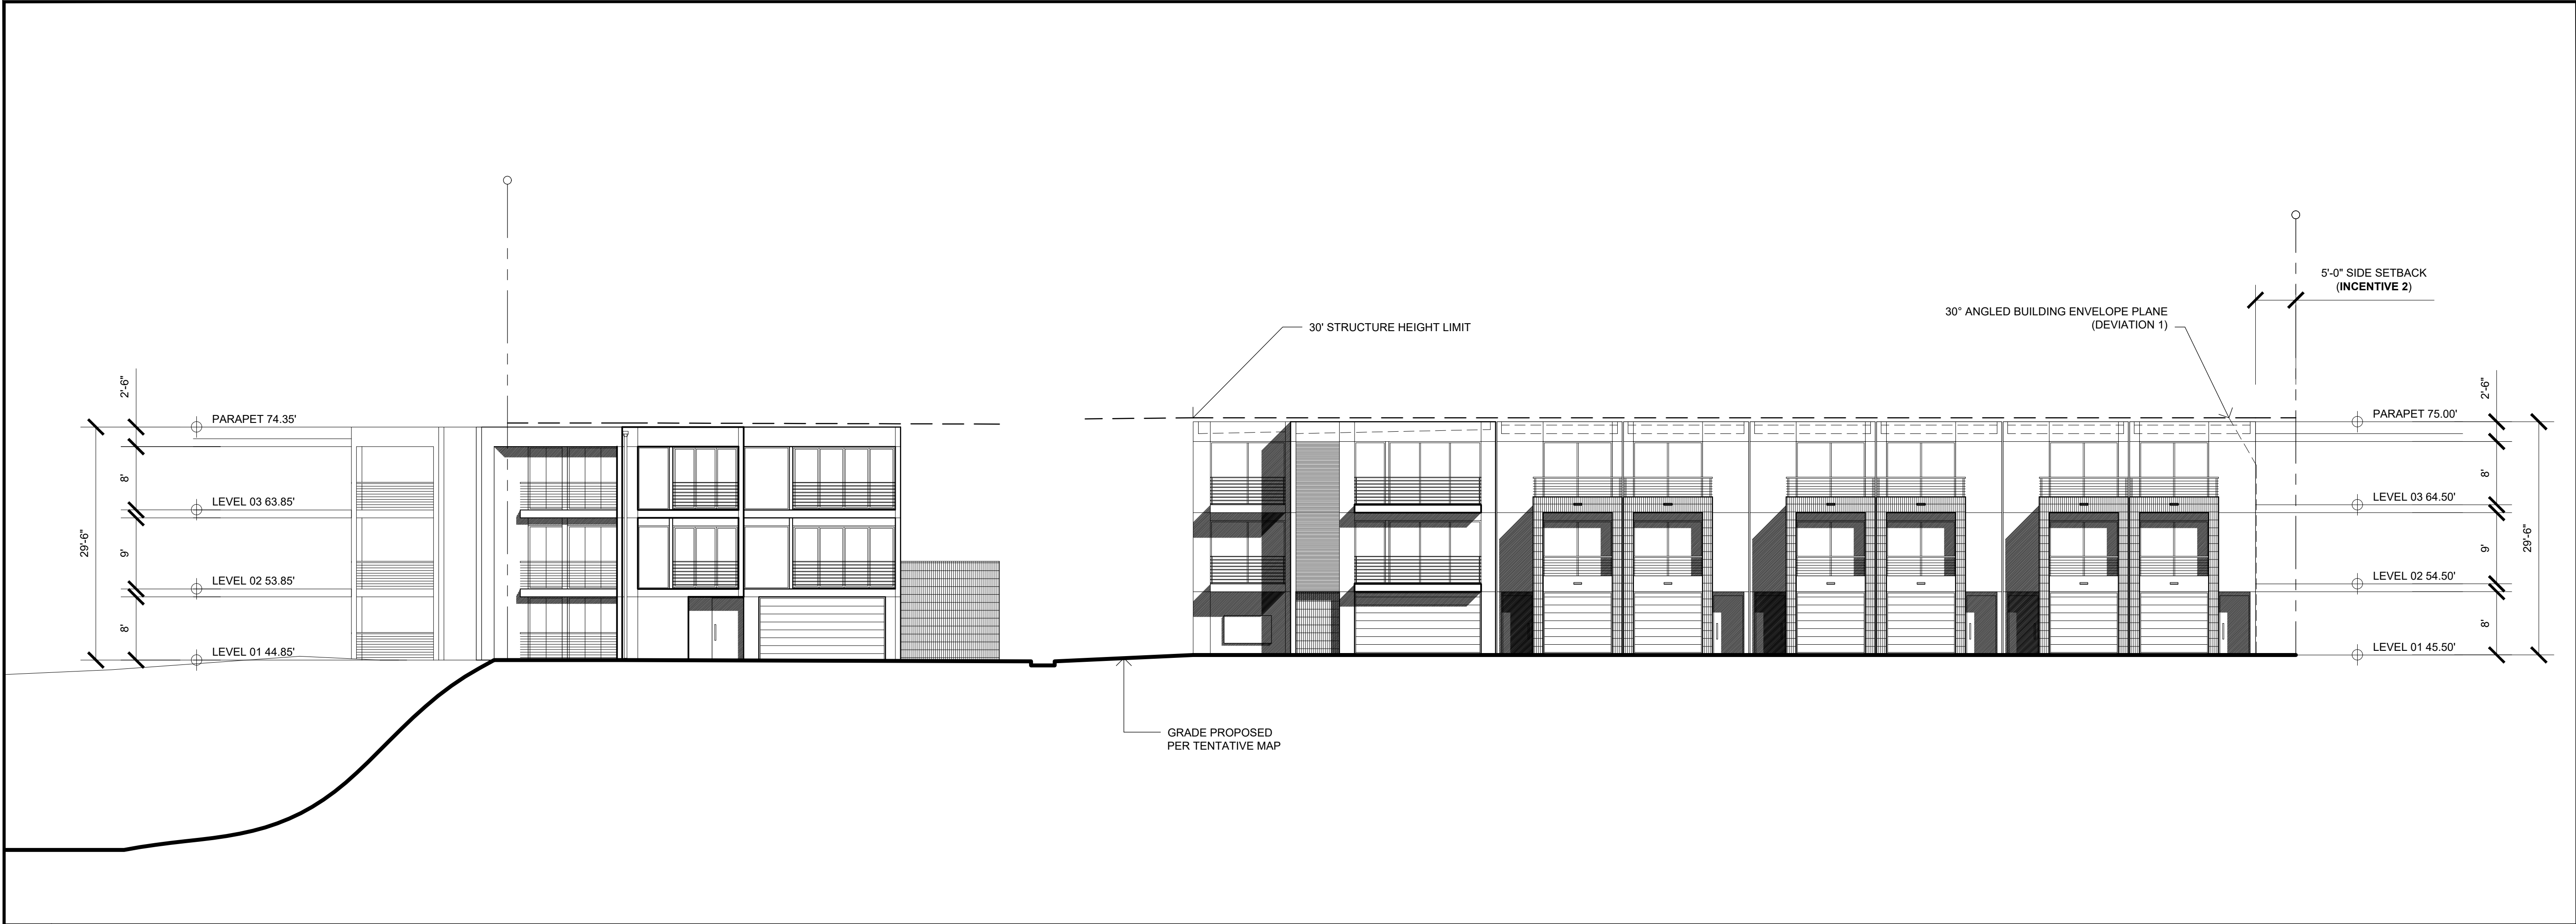 5'-0" SIDE SETBACK
(INCENTIVE 2)
30° ANGLED BUILDING ENVELOPE PLANE
(DEVIATION 1)
30' STRUCTURE HEIGHT LIMIT
2'-6"
8'
9'
8'
29'-6"
PARAPET 74.35'
LEVEL 03 63.85'
LEVEL 02 53.85'
LEVEL 01 44.85'
PARAPET 75.00'
LEVEL 03 64.50'
LEVEL 02 54.50'
LEVEL 01 45.50'
2'-6"
8'
9'
8'
29'-6"
GRADE PROPOSED
PER TENTATIVE MAP